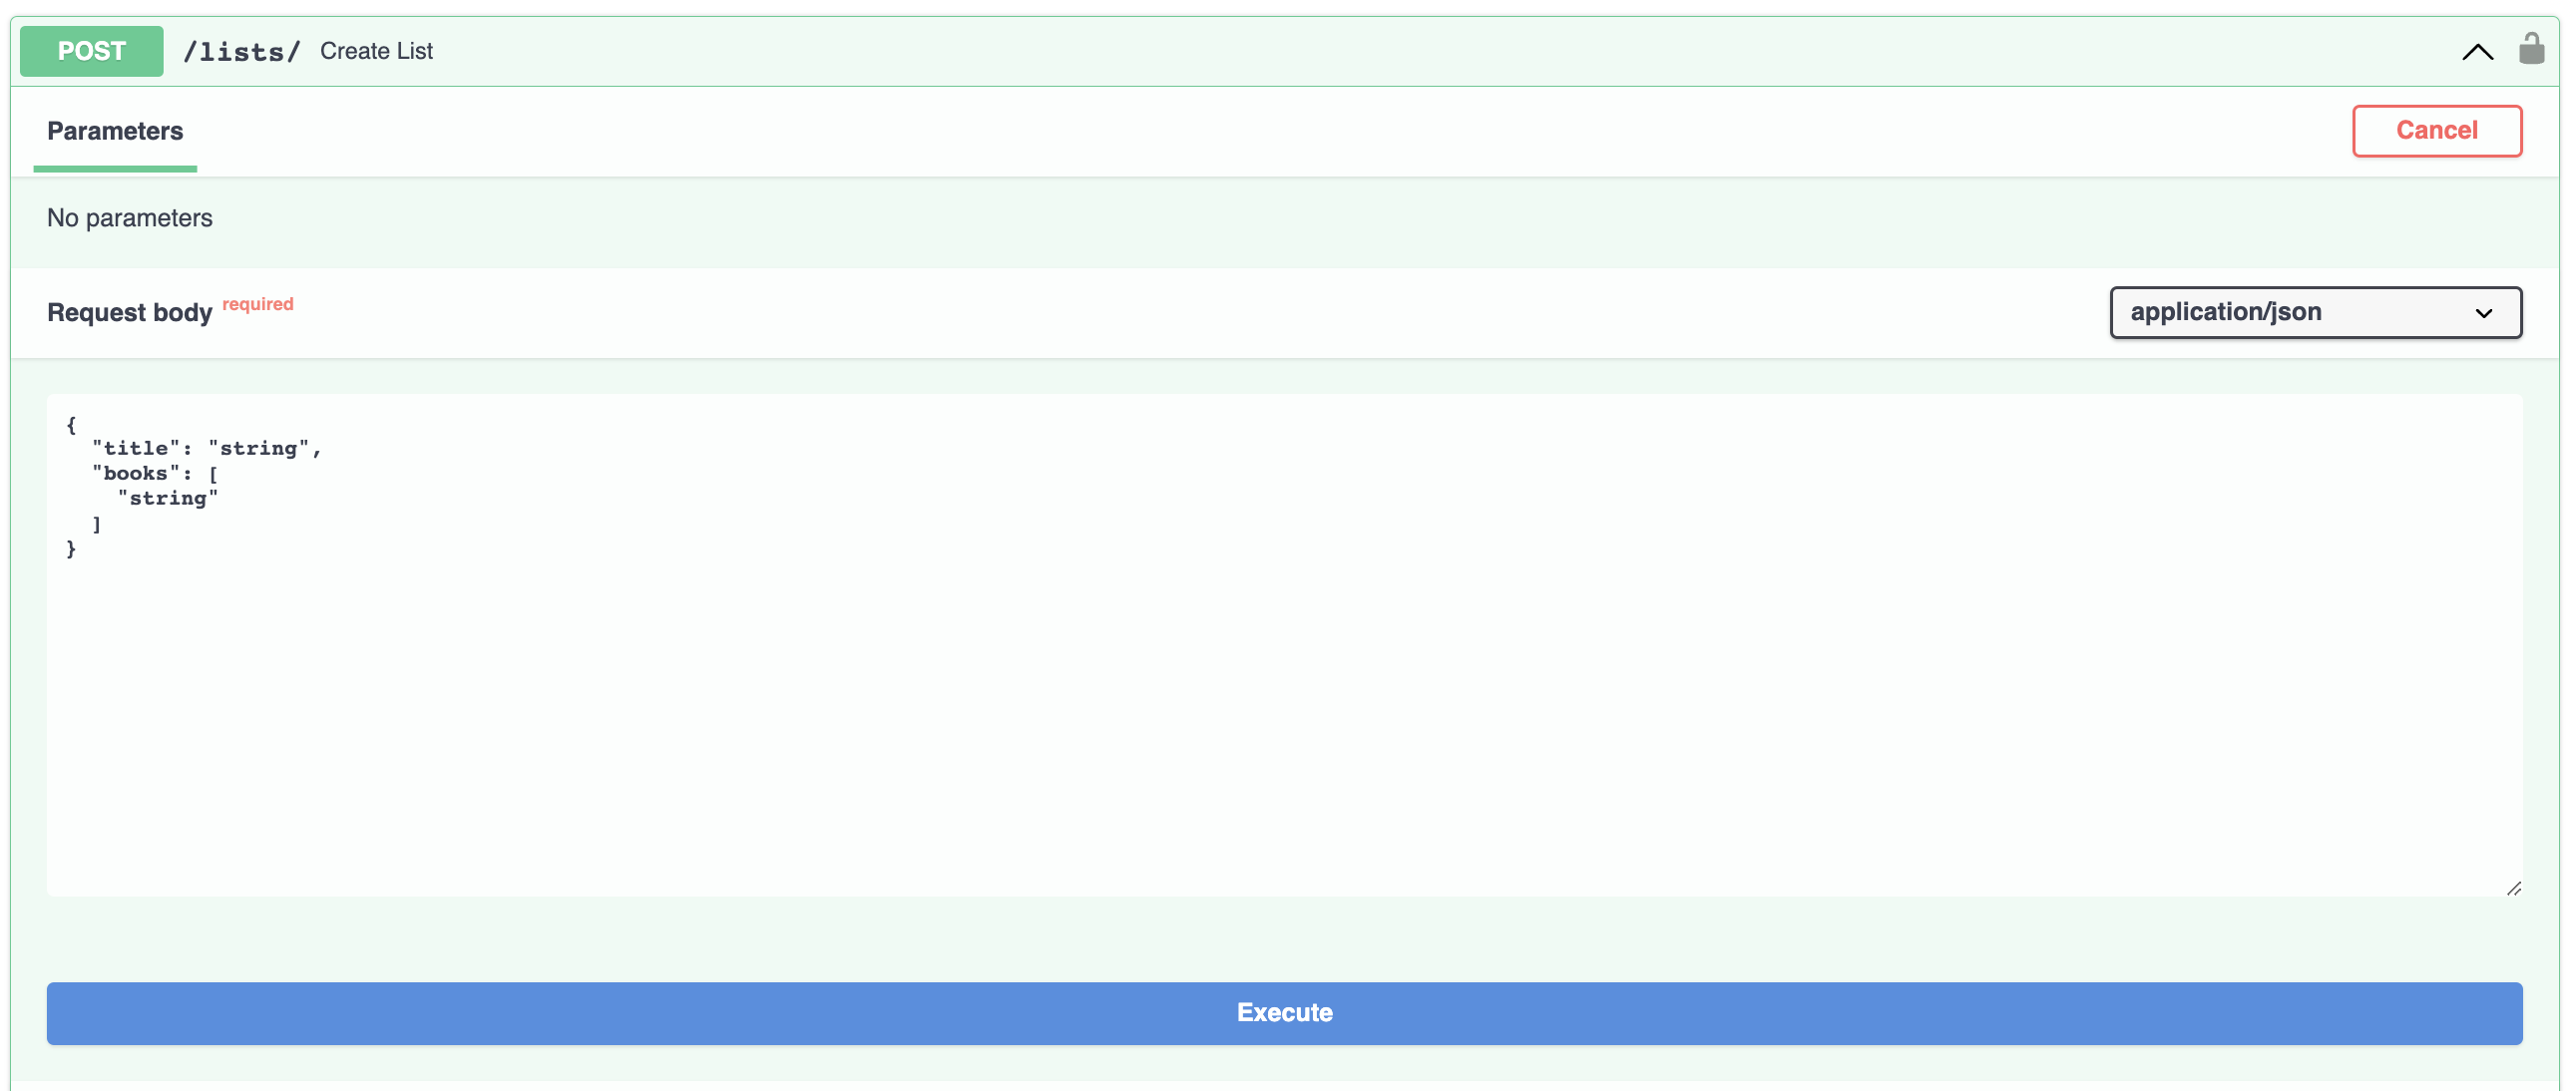 POST /lists/ Create List
Parameters
Cancel
No parameters
Request body required
application/json
{
  "title": "string",
  "books": [
    "string"
  ]
}
Execute